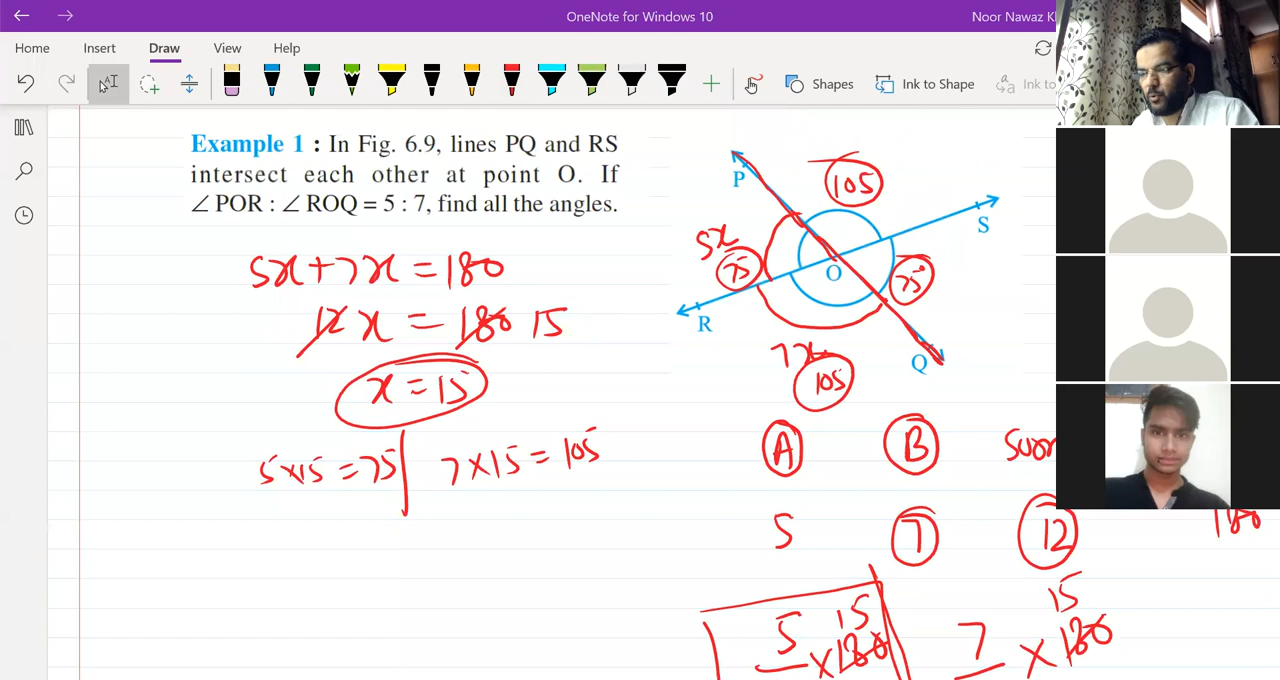 OneNote for Windows 10
Noor Nawaz K
Home Insert Draw View Help
Shapes Ink to Shape Ink to
Example 1 : In Fig. 6.9, lines PQ and RS
intersect each other at point O. If
∠ POR : ∠ ROQ = 5 : 7, find all the angles.
5x+7x = 180
12x = 180 15
x = 15
5×15 = 75
7×15 = 105
P
105
S
5x
75
O
75°
R
Q
7x
105
A B
5 7 12 180
5 15
×180
7 15
×180